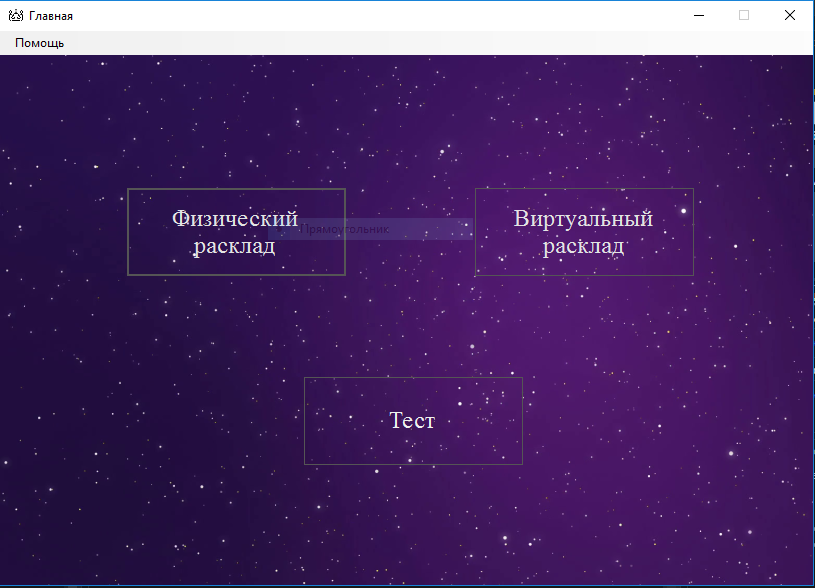 Главная
Помощь
Физический
расклад
Прямоугольник
Виртуальный
расклад
Тест